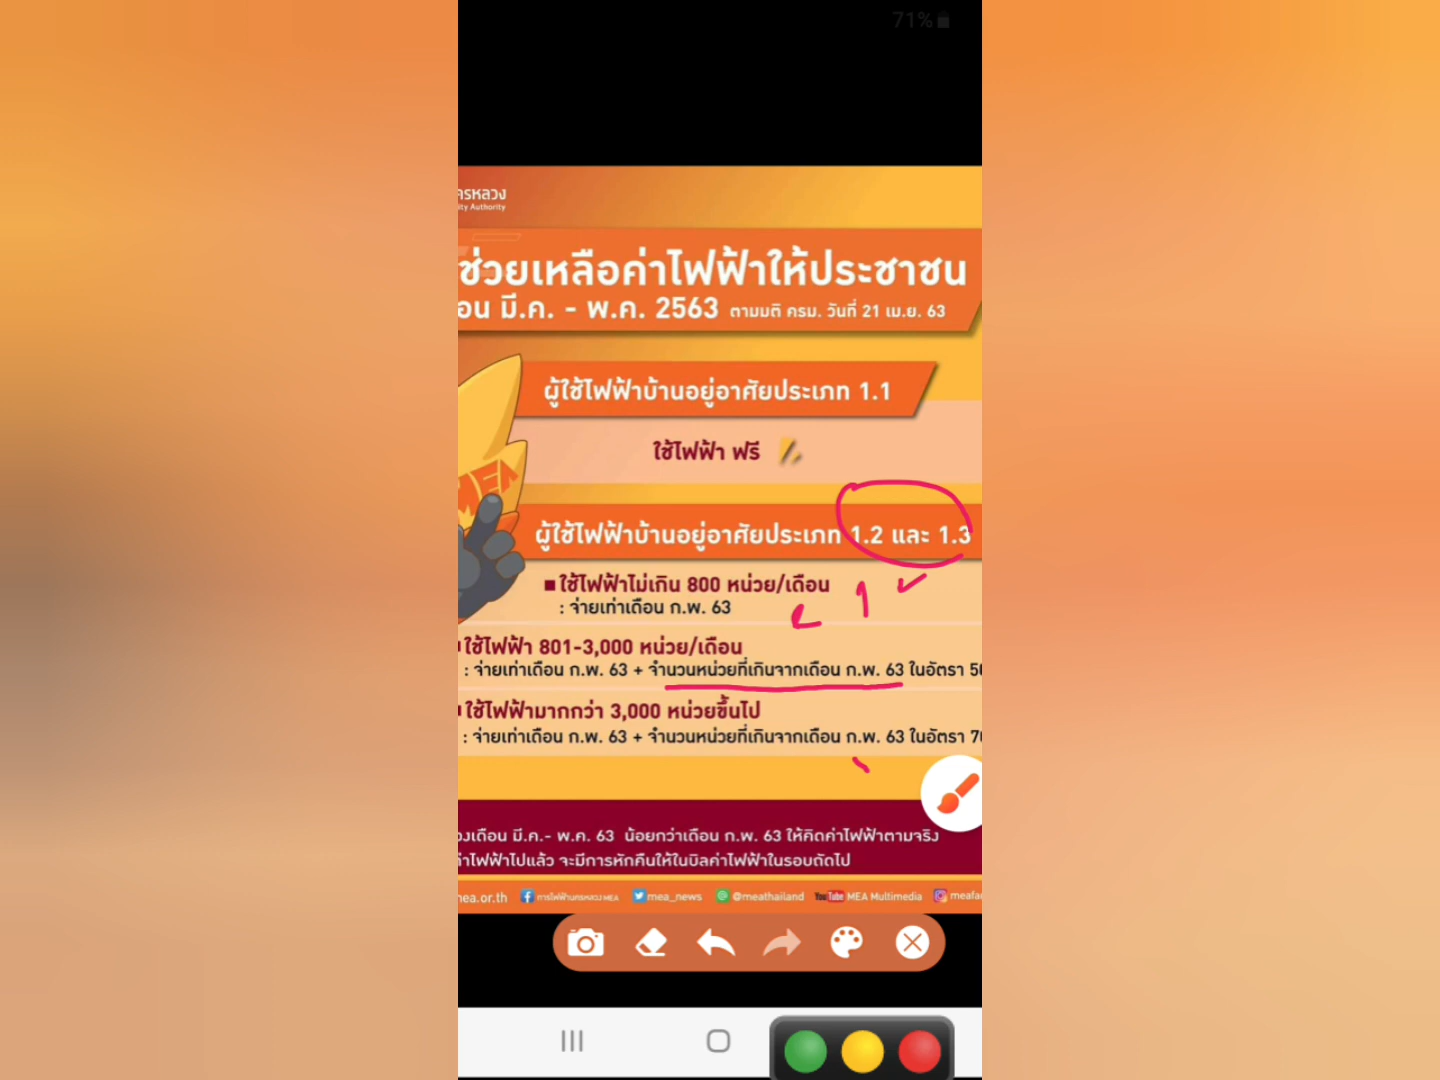 71%
ครหลวง
ity Authority
ช่วยเหลือค่าไฟฟ้าให้ประชาชน
อน มี.ค. - พ.ค. 2563 ตามมติ ครม. วันที่ 21 เม.ย. 63
ผู้ใช้ไฟฟ้าบ้านอยู่อาศัยประเภท 1.1
ใช้ไฟฟ้า ฟรี
MEA
ผู้ใช้ไฟฟ้าบ้านอยู่อาศัยประเภท 1.2 และ 1.3
ใช้ไฟฟ้าไม่เกิน 800 หน่วย/เดือน
: จ่ายเท่าเดือน ก.พ. 63
ใช้ไฟฟ้า 801-3,000 หน่วย/เดือน
: จ่ายเท่าเดือน ก.พ. 63 + จำนวนหน่วยที่เกินจากเดือน ก.พ. 63 ในอัตรา 50
ใช้ไฟฟ้ามากกว่า 3,000 หน่วยขึ้นไป
: จ่ายเท่าเดือน ก.พ. 63 + จำนวนหน่วยที่เกินจากเดือน ก.พ. 63 ในอัตรา 70
องเดือน มี.ค.- พ.ค. 63 น้อยกว่าเดือน ก.พ. 63 ให้คิดค่าไฟฟ้าตามจริง
ค่าไฟฟ้าไปแล้ว จะมีการหักคืนให้ในบิลค่าไฟฟ้าในรอบถัดไป
mea.or.th การไฟฟ้านครหลวง MEA mea_news @meathailand YouTube MEA Multimedia meafa